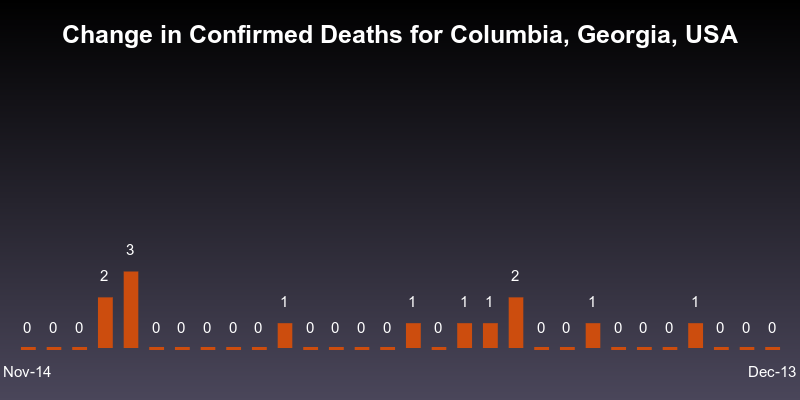 Change in Confirmed Deaths for Columbia, Georgia, USA
3
2 2
1 1 1 1 1 1
0 0 0 0 0 0 0 0 0 0 0 0 0 0 0 0 0 0 0 0 0
Nov-14 Dec-13